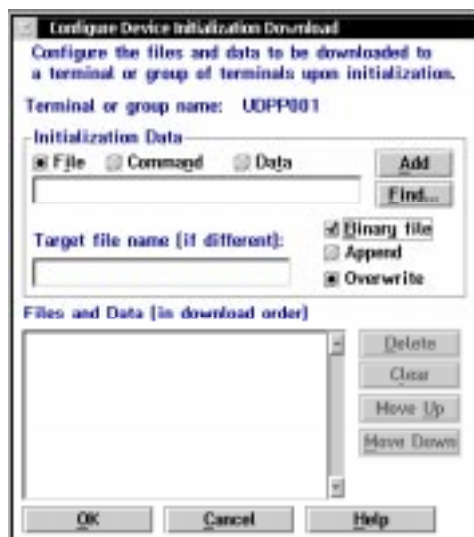 Configure Device Initialization Download
Configure the files and data to be downloaded to
a terminal or group of terminals upon initialization.
Terminal or group name: UDPP001
Initialization Data
File Command Data Add
Find...
Binary file
Target file name (if different):
Append
Overwrite
Files and Data (in download order)
Delete
Clear
Move Up
Move Down
OK Cancel Help